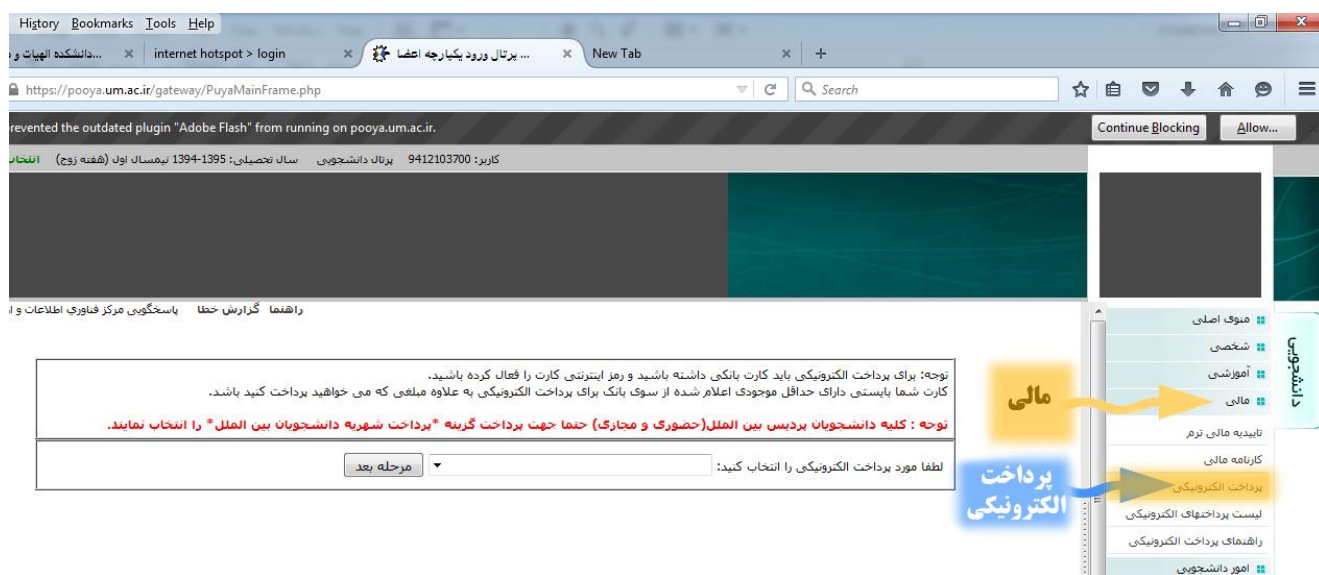 History Bookmarks Tools Help
دانشکده الهیات و...
internet hotspot > login
پرتال ورود یکپارچه اعضا ...
New Tab
https://pooya.um.ac.ir/gateway/PuyaMainFrame.php
Search
revented the outdated plugin "Adobe Flash" from running on pooya.um.ac.ir.
Continue Blocking Allow...
کاربر: 9412103700 پرتال دانشجویی سال تحصیلی: 1395-1394 نیمسال اول (هفته زوج)
راهنما گزارش خطا پاسخگویی مرکز فناوري اطلاعات و
منوی اصلی
شخصی
آموزشی
مالی
تاییدیه مالی ترم
کارنامه مالی
پرداخت الکترونیکی
لیست پرداختهای الکترونیکی
راهنمای پرداخت الکترونیکی
امور دانشجویی
دانشجویی
مالی
پرداخت
الکترونیکی
توجه: برای پرداخت الکترونیکی باید کارت بانکی داشته باشید و رمز اینترنتی کارت را فعال کرده باشید.
کارت شما بایستی دارای حداقل موجودی اعلام شده از سوی بانک برای پرداخت الکترونیکی به علاوه مبلغی که می خواهید پرداخت کنید باشد.
توجه : کلیه دانشجویان پردیس بین الملل(حضوری و مجازی) حتما جهت پرداخت گزینه *پرداخت شهریه دانشجویان بین الملل* را انتخاب نمایند.
لطفا مورد پرداخت الکترونیکی را انتخاب کنید:
مرحله بعد